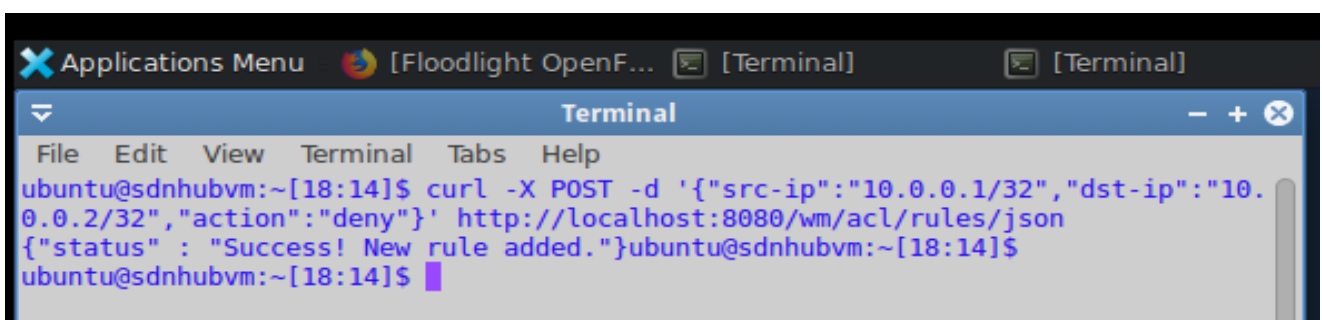 Applications Menu [Floodlight OpenF... [Terminal] [Terminal]
Terminal
File Edit View Terminal Tabs Help
ubuntu@sdnhubvm:~[18:14]$ curl -X POST -d '{"src-ip":"10.0.0.1/32","dst-ip":"10.
0.0.2/32","action":"deny"}' http://localhost:8080/wm/acl/rules/json
{"status" : "Success! New rule added."}ubuntu@sdnhubvm:~[18:14]$
ubuntu@sdnhubvm:~[18:14]$